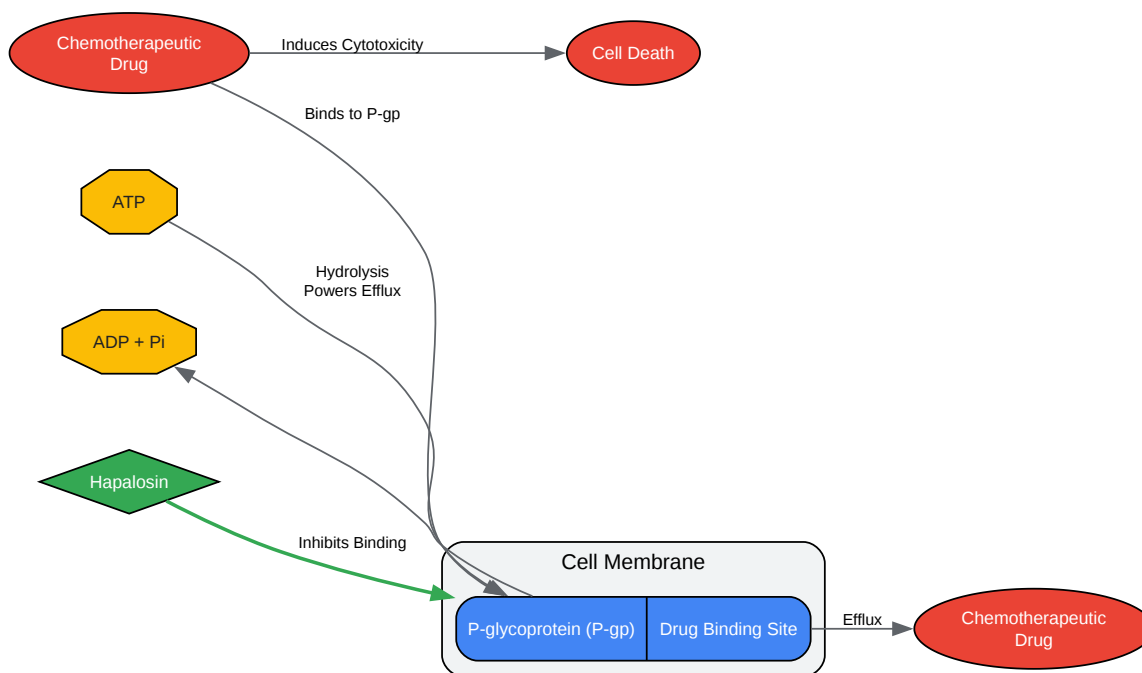 Chemotherapeutic
Drug
Induces Cytotoxicity
Cell Death
Binds to P-gp
ATP
Hydrolysis
Powers Efflux
ADP + Pi
Hapalosin
Inhibits Binding
Cell Membrane
P-glycoprotein (P-gp)
Drug Binding Site
Efflux
Chemotherapeutic
Drug